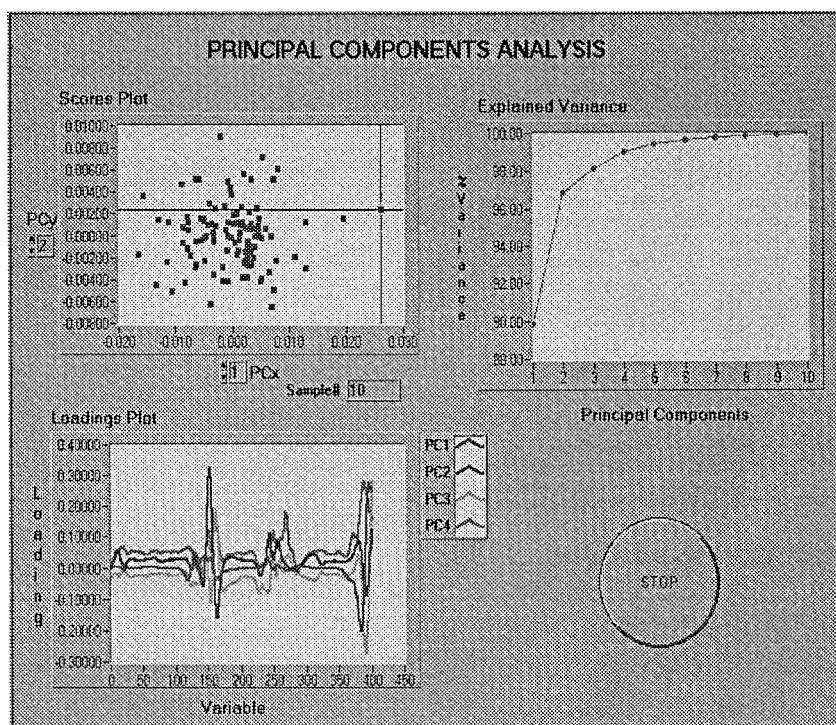 PRINCIPAL COMPONENTS ANALYSIS
Scores Plot
0.01000
0.00800
0.00600
0.00400
0.00200
0.00000
-0.00200
-0.00400
-0.00600
-0.00800
PCy
2
-0.020 -0.010 0.000 0.010 0.020 0.030
1 PCx
Sample# 10
Explained Variance
100.00
98.00
96.00
94.00
92.00
90.00
88.00
% Variance
1 2 3 4 5 6 7 8 9 10
Principal Components
Loadings Plot
0.40000
0.30000
0.20000
0.10000
0.00000
-0.10000
-0.20000
-0.30000
Loading
0 50 100 150 200 250 300 350 400 450
Variable
PC1
PC2
PC3
PC4
STOP